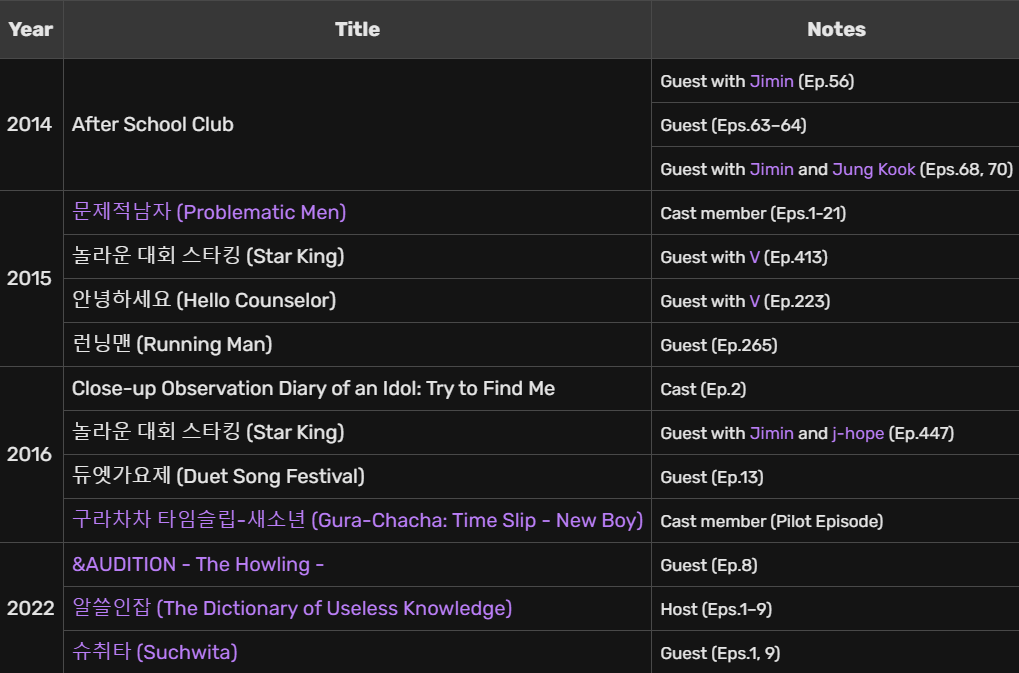 Year Title Notes
Guest with Jimin (Ep.56)
2014 After School Club Guest (Eps.63–64)
Guest with Jimin and Jung Kook (Eps.68, 70)
2015
문제적남자 (Problematic Men) Cast member (Eps.1-21)
놀라운 대회 스타킹 (Star King) Guest with V (Ep.413)
안녕하세요 (Hello Counselor) Guest with V (Ep.223)
런닝맨 (Running Man) Guest (Ep.265)
2016
Close-up Observation Diary of an Idol: Try to Find Me Cast (Ep.2)
놀라운 대회 스타킹 (Star King) Guest with Jimin and j-hope (Ep.447)
듀엣가요제 (Duet Song Festival) Guest (Ep.13)
구라차차 타임슬립-새소년 (Gura-Chacha: Time Slip - New Boy) Cast member (Pilot Episode)
2022
&AUDITION - The Howling - Guest (Ep.8)
알쓸인잡 (The Dictionary of Useless Knowledge) Host (Eps.1–9)
슈취타 (Suchwita) Guest (Eps.1, 9)